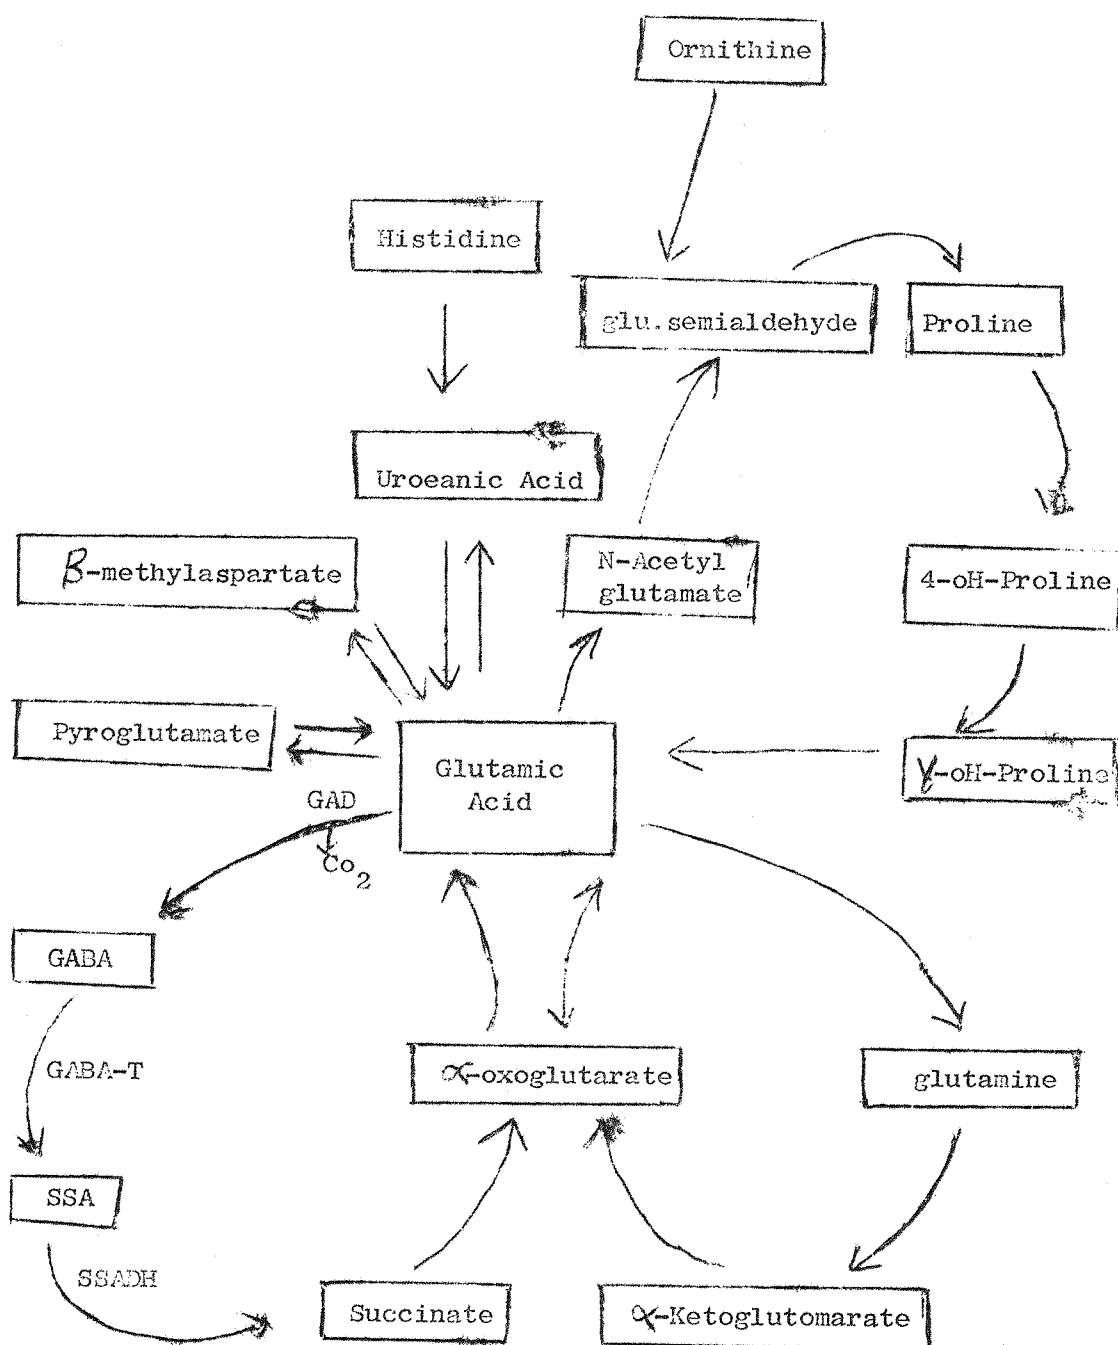 Ornithine
Histidine
glu.semialdehyde
Proline
Uroeanic Acid
β-methylaspartate
N-Acetyl
glutamate
4-oH-Proline
Pyroglutamate
Glutamic
Acid
γ-oH-Proline
GAD
Co₂
GABA
α-oxoglutarate
glutamine
GABA-T
SSA
SSADH
Succinate
α-Ketoglutomarate